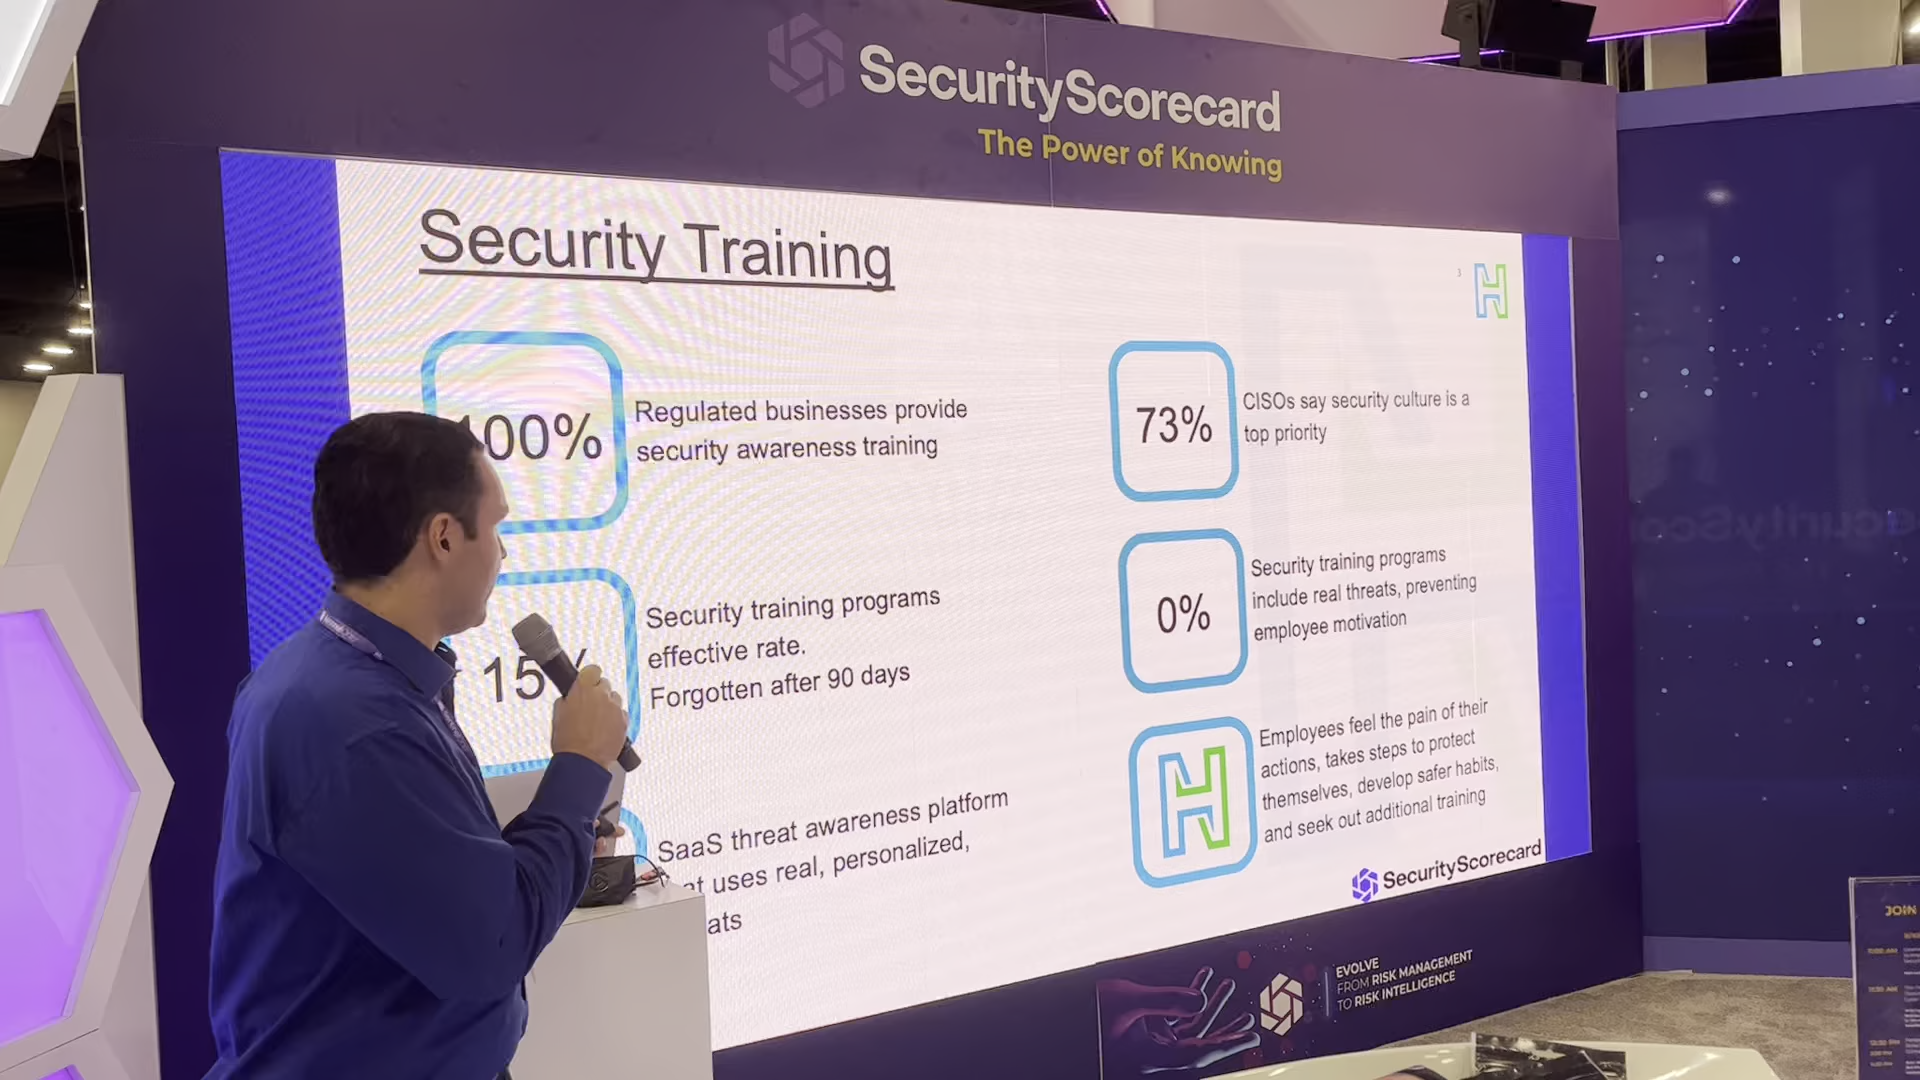 SecurityScorecard
The Power of Knowing
Security Training
3
100%
Regulated businesses provide
security awareness training
Security training programs
effective rate.
Forgotten after 90 days
SaaS threat awareness platform
uses real, personalized,
73%
CISOs say security culture is a
top priority
0%
Security training programs
include real threats, preventing
employee motivation
H
Employees feel the pain of their
actions, takes steps to protect
themselves, develop safer habits,
and seek out additional training
SecurityScorecard
EVOLVE
FROM RISK MANAGEMENT
TO RISK INTELLIGENCE
JOIN